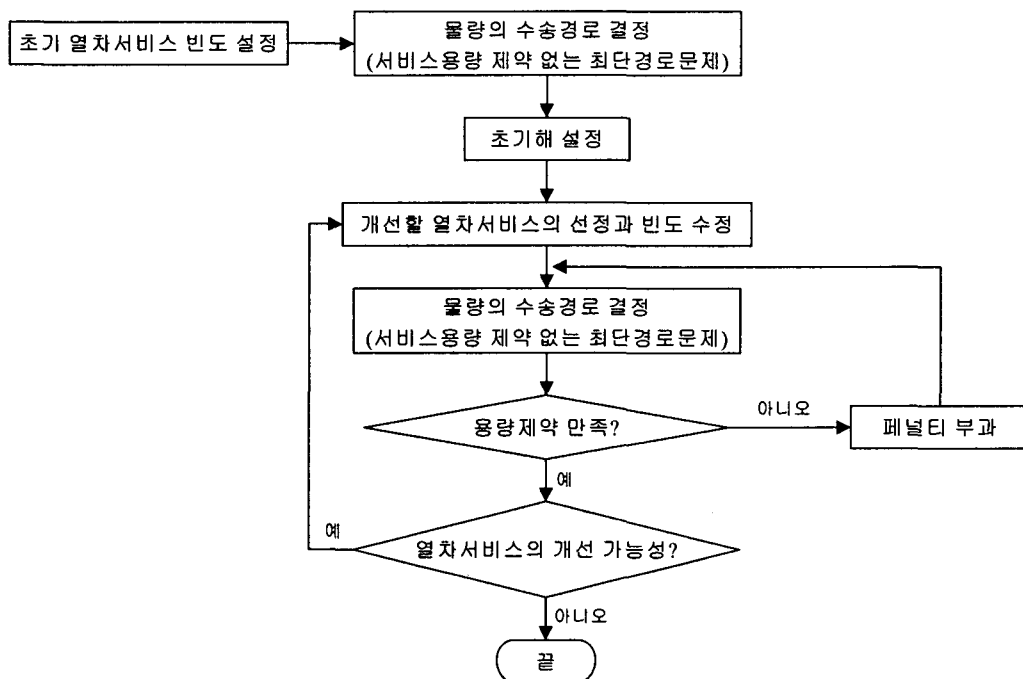 초기 열차서비스 빈도 설정
물량의 수송경로 결정
(서비스용량 제약 없는 최단경로문제)
초기해 설정
개선할 열차서비스의 선정과 빈도 수정
물량의 수송경로 결정
(서비스용량 제약 없는 최단경로문제)
용량제약 만족?
아니오
페널티 부과
예
열차서비스의 개선 가능성?
예
아니오
끝